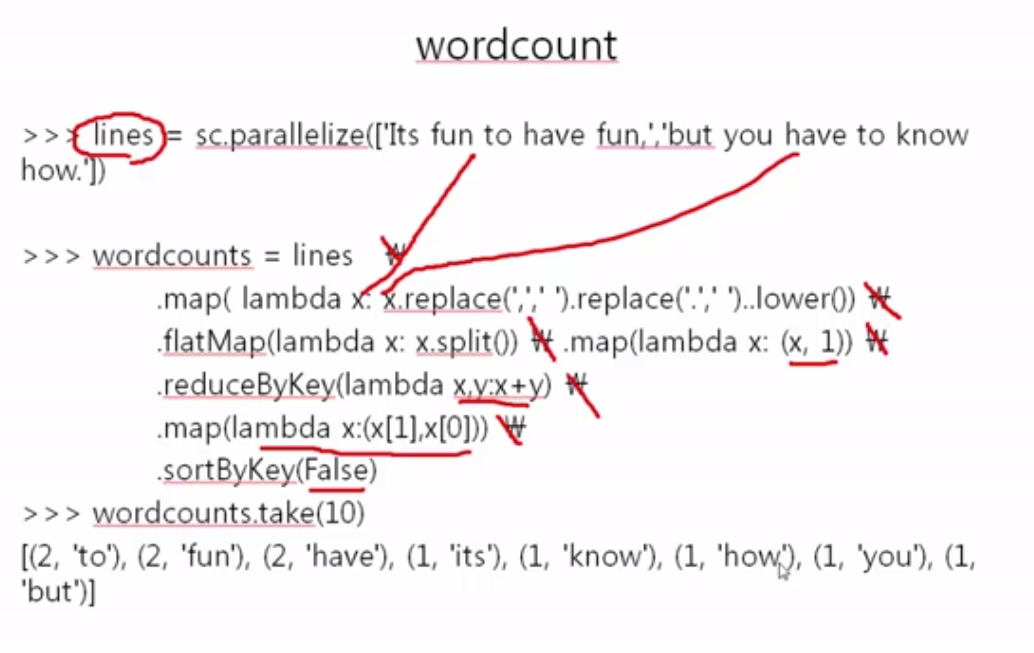 wordcount
>>> lines = sc.parallelize(['Its fun to have fun,','but you have to know
how.'])
>>> wordcounts = lines ₩
.map( lambda x: x.replace(',',' ').replace('.',' ')..lower()) ₩
.flatMap(lambda x: x.split()) ₩ .map(lambda x: (x, 1)) ₩
.reduceByKey(lambda x,y:x+y) ₩
.map(lambda x:(x[1],x[0])) ₩
.sortByKey(False)
>>> wordcounts.take(10)
[(2, 'to'), (2, 'fun'), (2, 'have'), (1, 'its'), (1, 'know'), (1, 'how'), (1, 'you'), (1,
'but')]